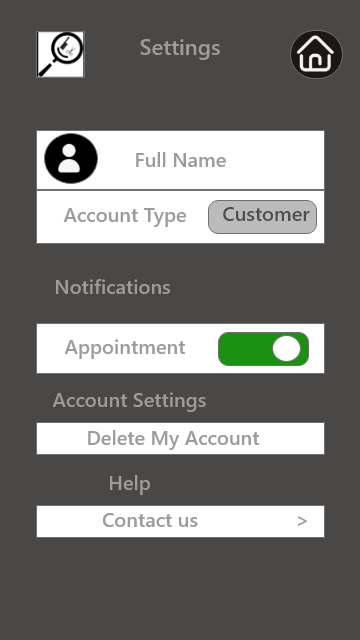 Settings
Full Name
Account Type Customer
Notifications
Appointment
Account Settings
Delete My Account
Help
Contact us >